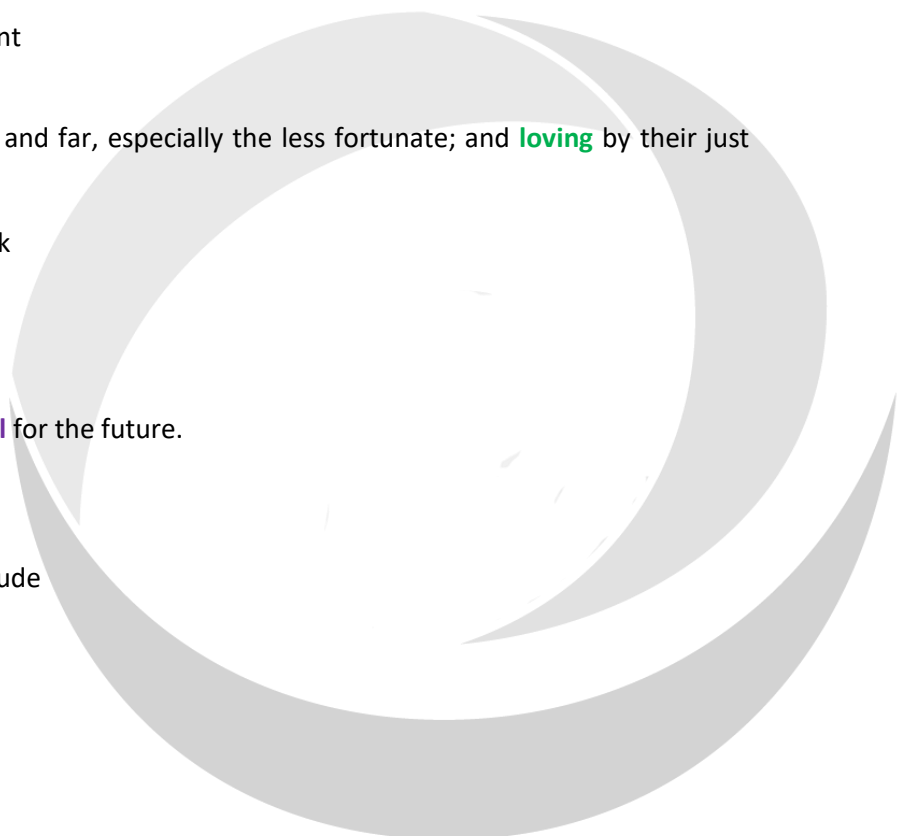 nt
and far, especially the less fortunate; and loving by their just
k
l for the future.
ude